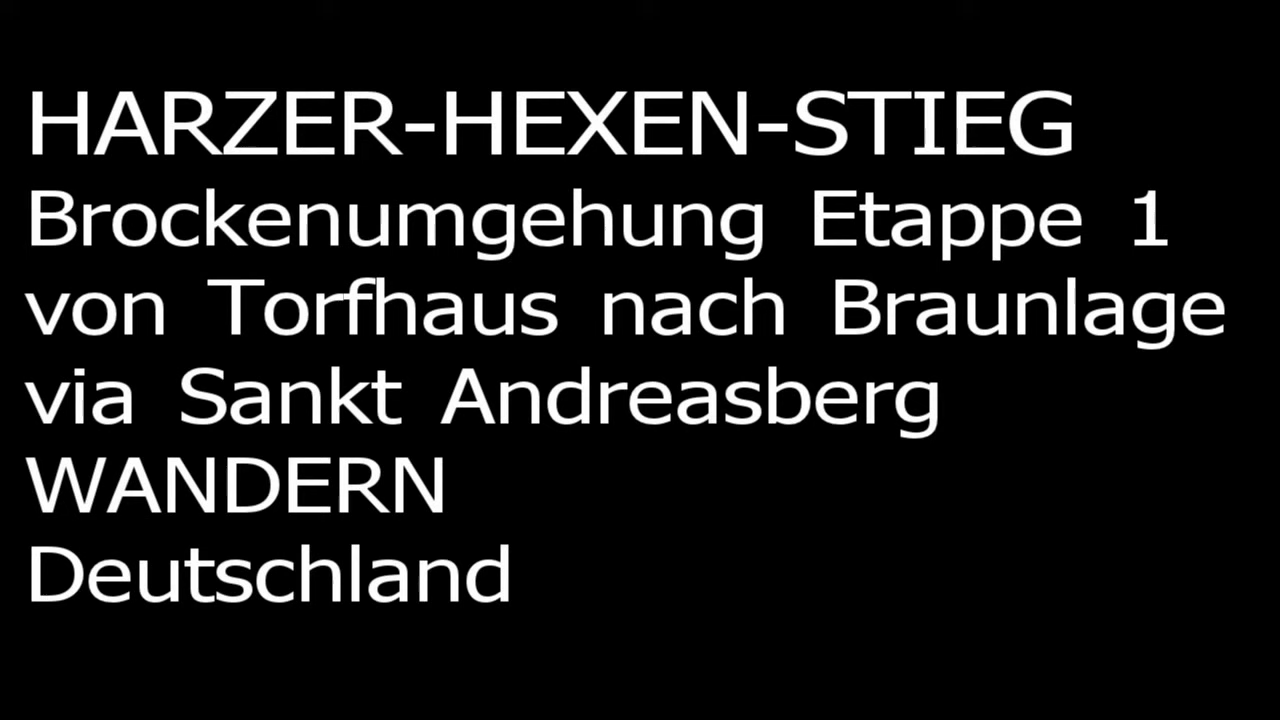 HARZER-HEXEN-STIEG
Brockenumgehung Etappe 1
von Torfhaus nach Braunlage
via Sankt Andreasberg
WANDERN
Deutschland